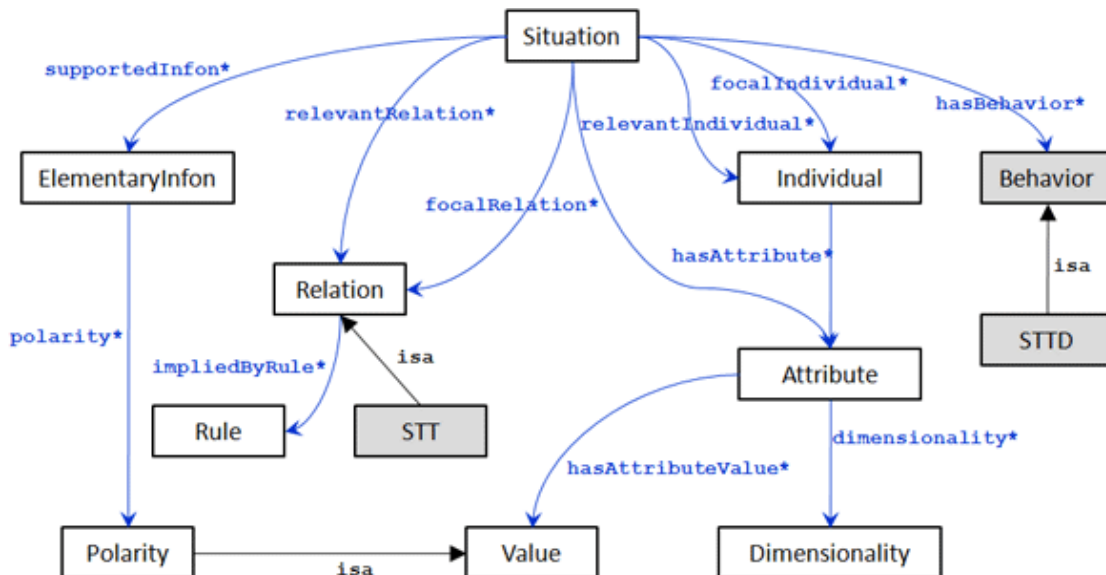 Situation
supportedInfon*
focalIndividual*
hasBehavior*
relevantRelation*
relevantIndividual*
ElementaryInfon
Individual
Behavior
focalRelation*
hasAttribute*
isa
Relation
polarity*
isa
STTD
impliedByRule*
Attribute
Rule
STT
dimensionality*
hasAttributeValue*
Polarity
isa
Value
Dimensionality